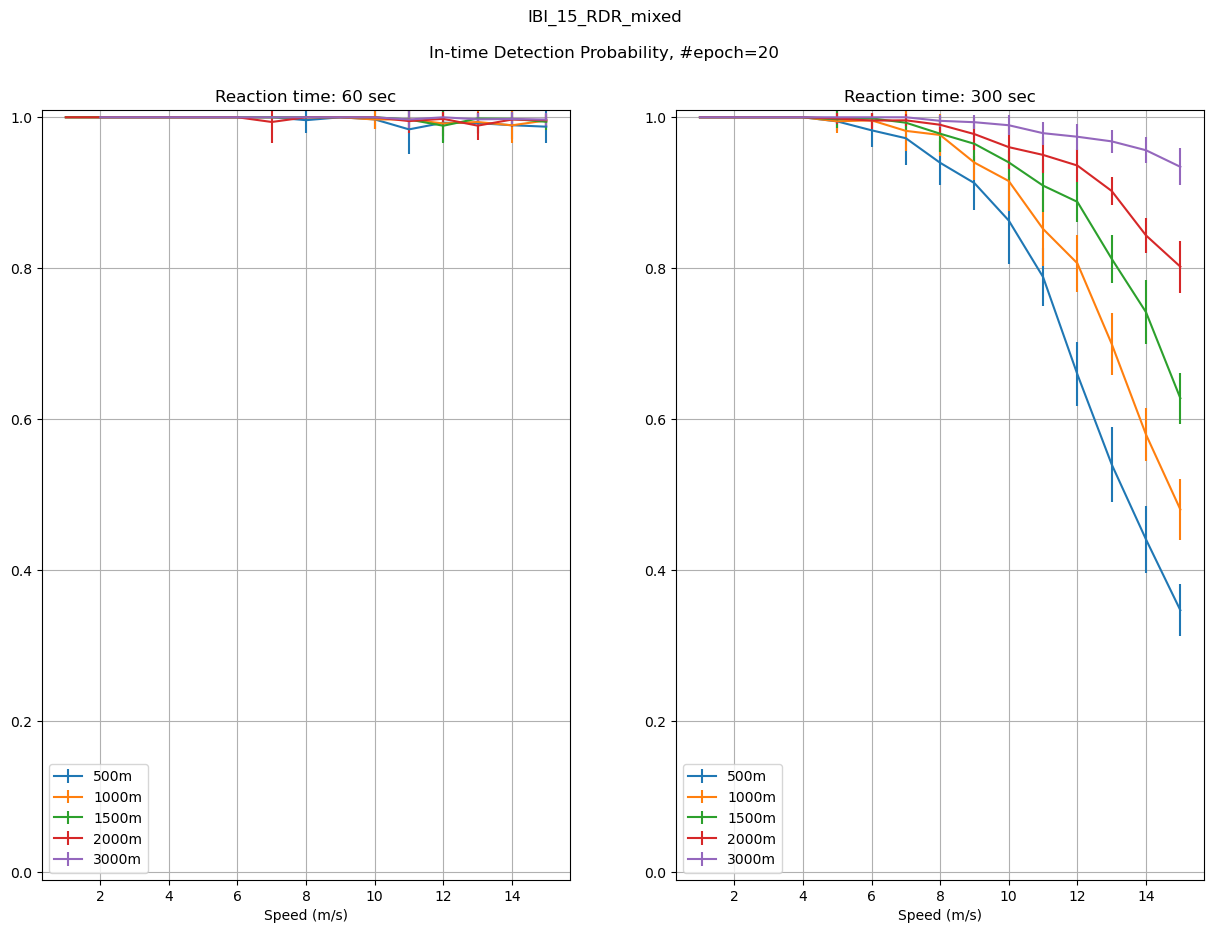 IBI_15_RDR_mixed
In-time Detection Probability, #epoch=20
Reaction time: 60 sec
1.0
0.8
0.6
0.4
0.2
0.0
500m
1000m
1500m
2000m
3000m
2 4 6 8 10 12 14
Speed (m/s)
Reaction time: 300 sec
1.0
0.8
0.6
0.4
0.2
0.0
500m
1000m
1500m
2000m
3000m
2 4 6 8 10 12 14
Speed (m/s)